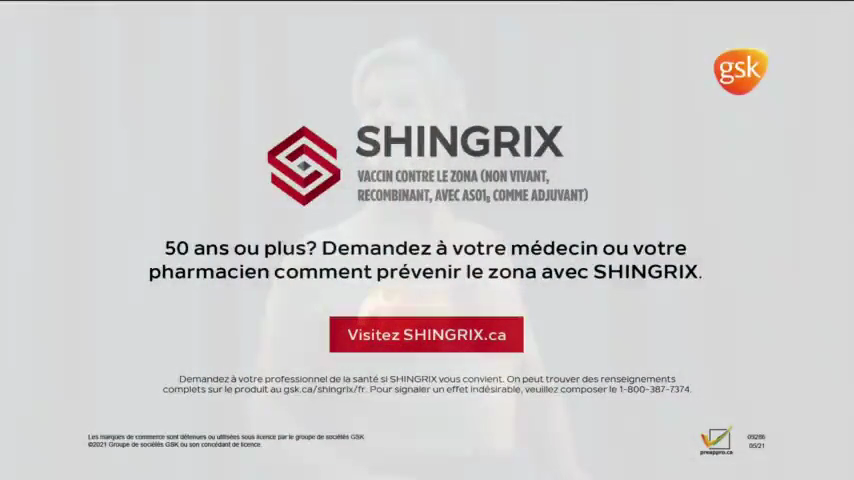 gsk
SHINGRIX
VACCIN CONTRE LE ZONA (NON VIVANT,
RECOMBINANT, AVEC AS01B COMME ADJUVANT)
50 ans ou plus? Demandez à votre médecin ou votre
pharmacien comment prévenir le zona avec SHINGRIX.
Visitez SHINGRIX.ca
Demandez à votre professionnel de la santé si SHINGRIX vous convient. On peut trouver des renseignements
complets sur le produit au gsk.ca/shingrix/fr. Pour signaler un effet indésirable, veuillez composer le 1-800-387-7374.
Les marques de commerce sont détenues ou utilisées sous licence par le groupe de sociétés GSK
©2021 Groupe de sociétés GSK ou son concédant de licence.
preappro.ca
05/21